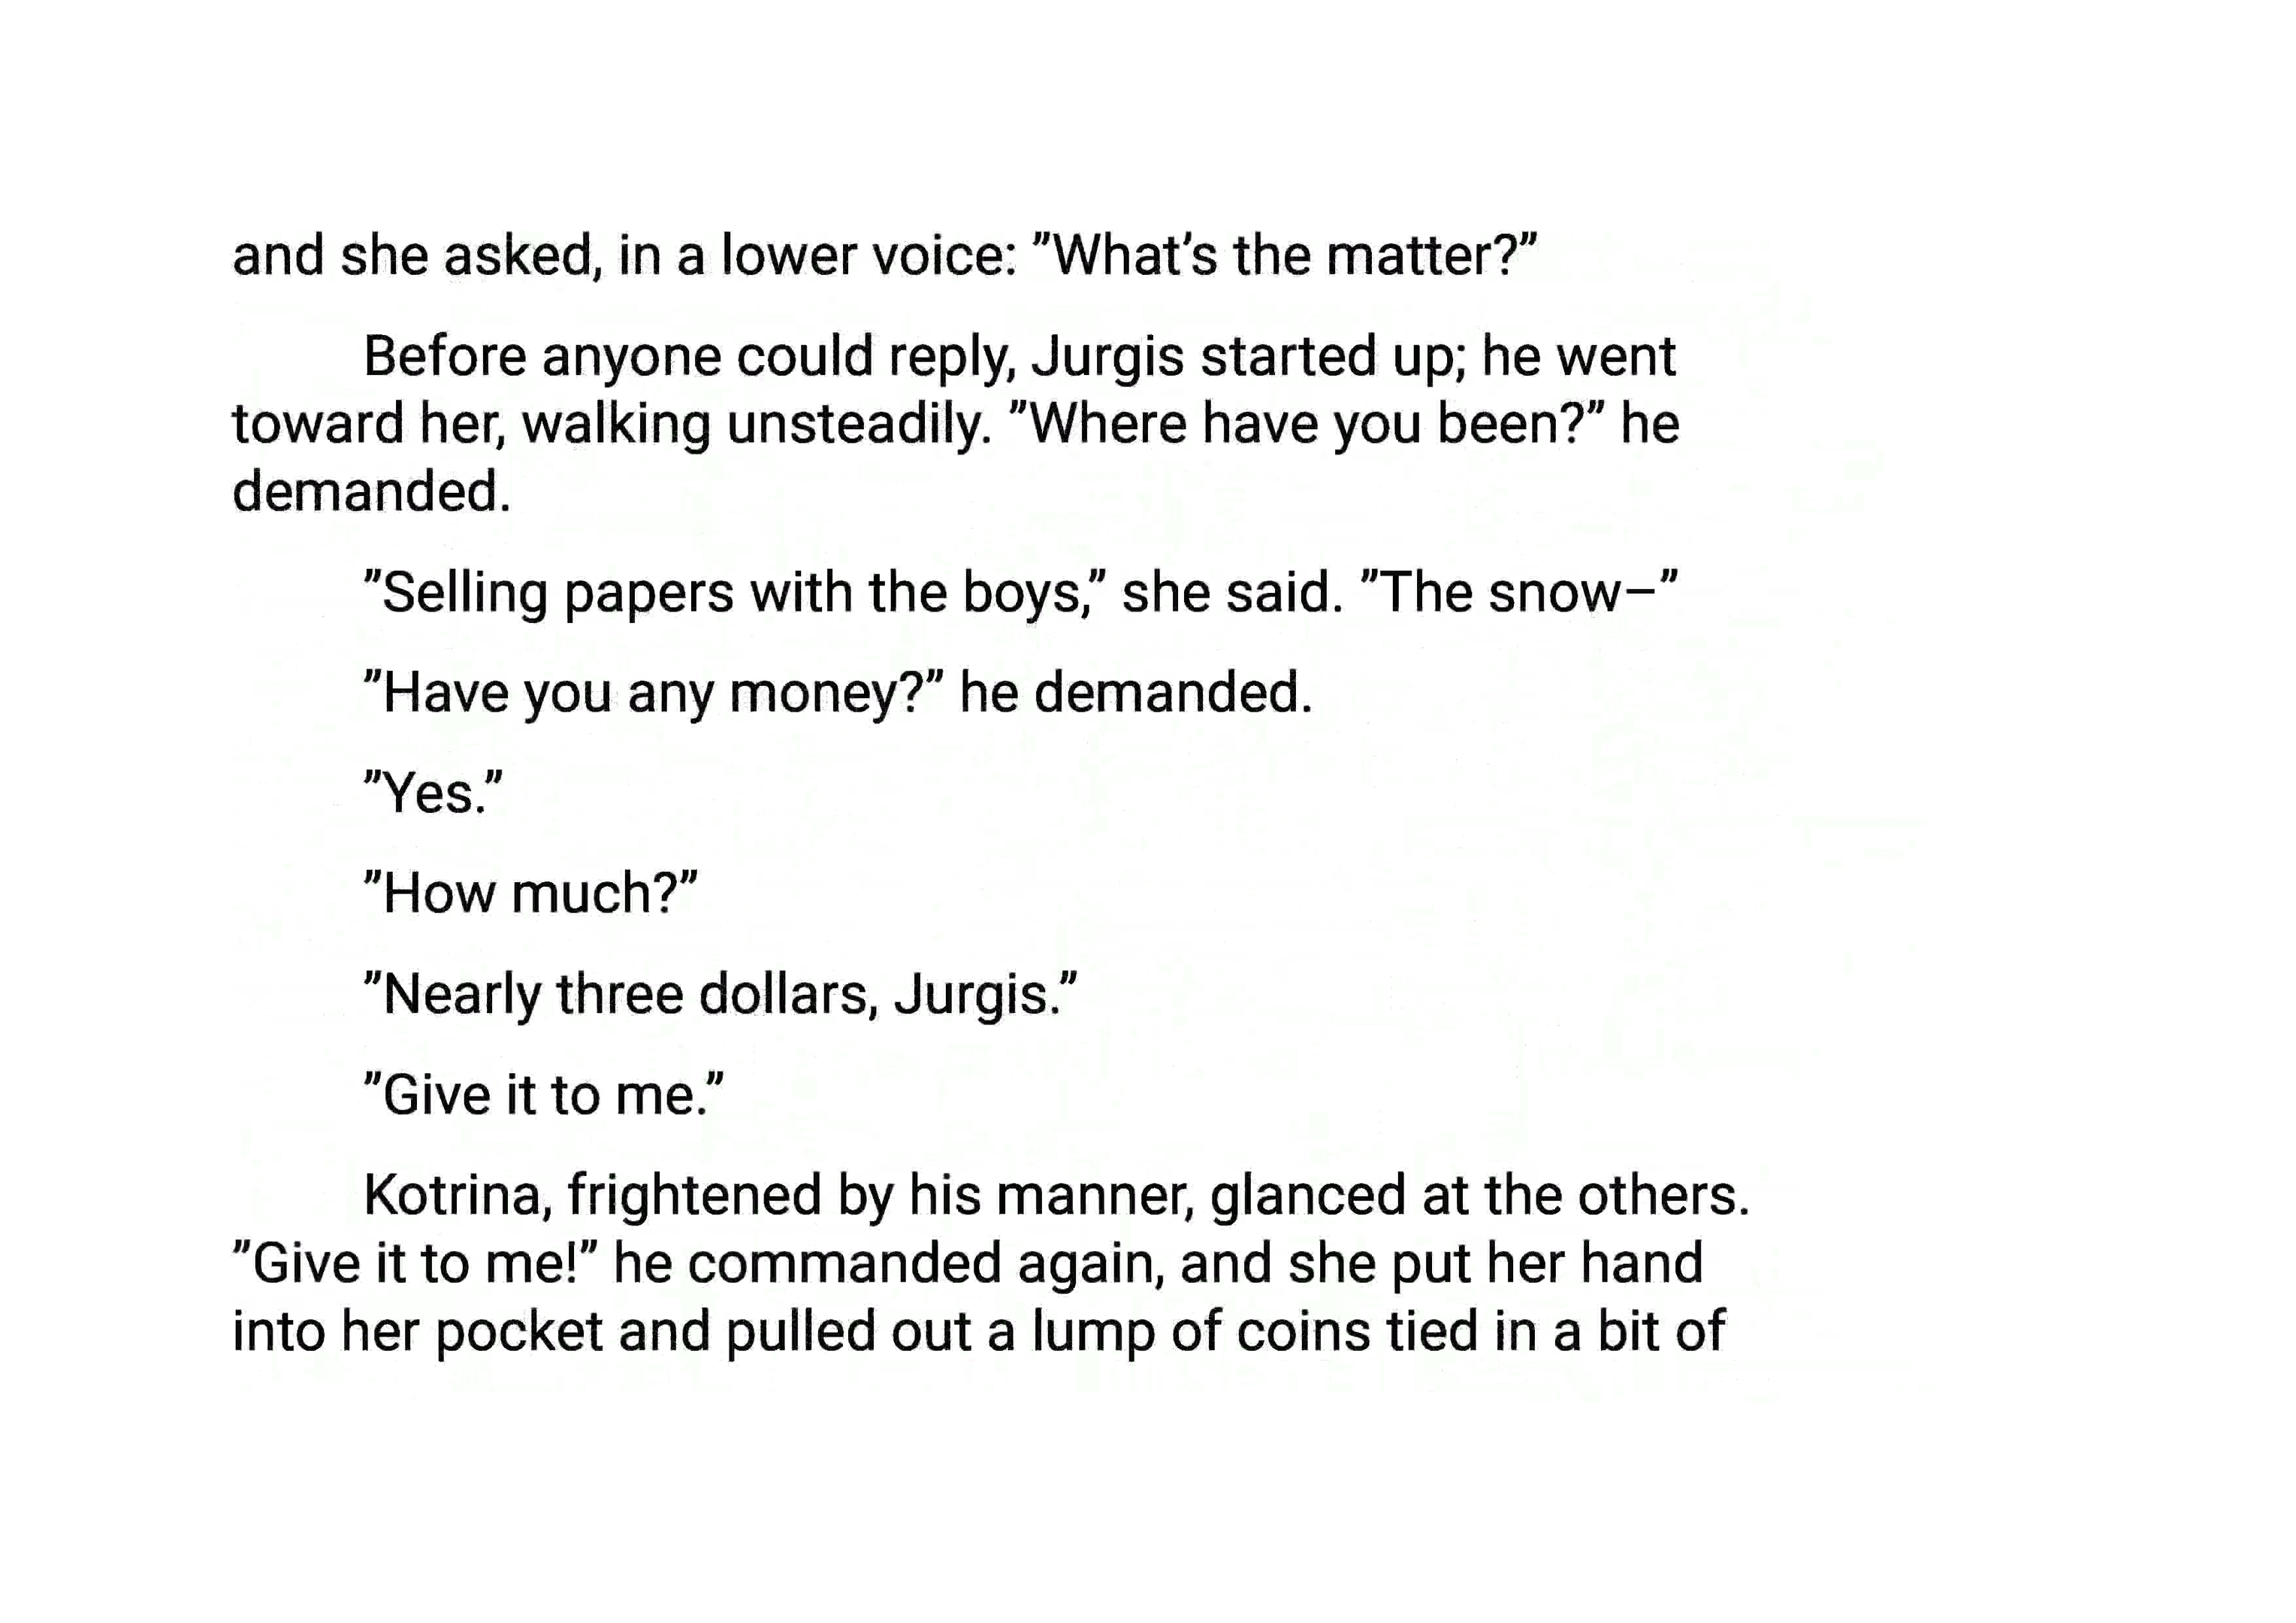 and she asked, in a lower voice: ”What’s the matter?”
Before anyone could reply, Jurgis started up; he went
toward her, walking unsteadily. ”Where have you been?” he
demanded.
”Selling papers with the boys,” she said. ”The snow–”
”Have you any money?” he demanded.
”Yes.”
”How much?”
”Nearly three dollars, Jurgis.”
”Give it to me.”
Kotrina, frightened by his manner, glanced at the others.
”Give it to me!” he commanded again, and she put her hand
into her pocket and pulled out a lump of coins tied in a bit of